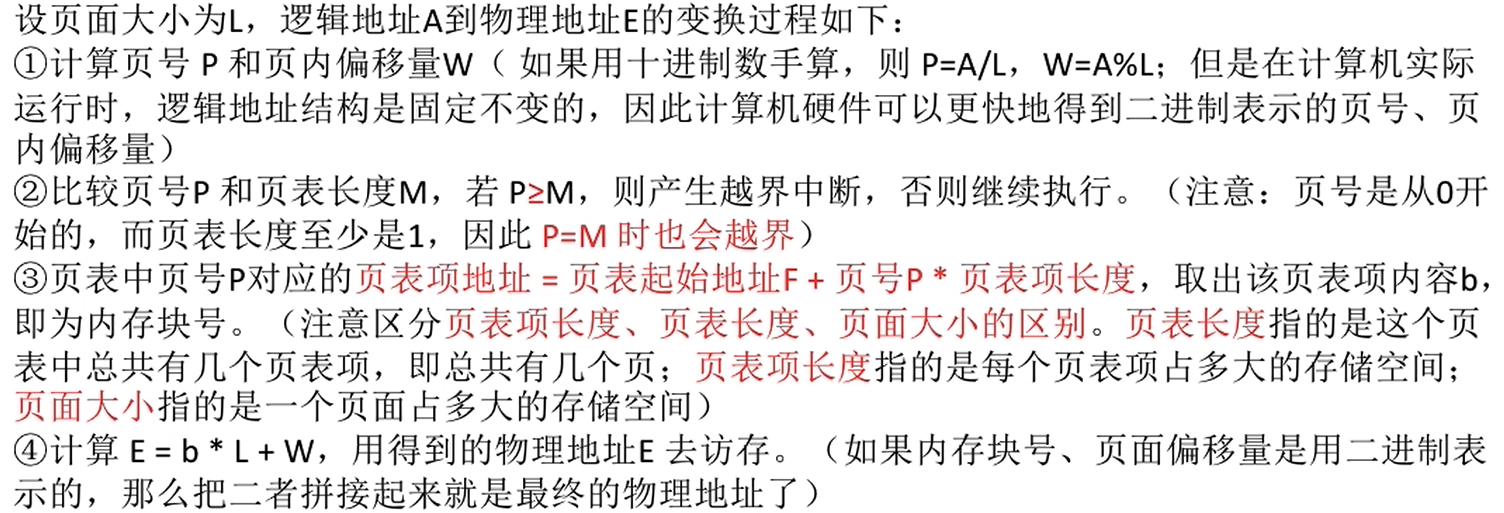 设页面大小为L，逻辑地址A到物理地址E的变换过程如下：
①计算页号 P 和页内偏移量W（ 如果用十进制数手算，则 P=A/L，W=A%L；但是在计算机实际
运行时，逻辑地址结构是固定不变的，因此计算机硬件可以更快地得到二进制表示的页号、页
内偏移量）
②比较页号P 和页表长度M，若 P≥M，则产生越界中断，否则继续执行。（注意：页号是从0开
始的，而页表长度至少是1，因此 P=M 时也会越界）
③页表中页号P对应的页表项地址 = 页表起始地址F + 页号P * 页表项长度，取出该页表项内容b，
即为内存块号。（注意区分页表项长度、页表长度、页面大小的区别。页表长度指的是这个页
表中总共有几个页表项，即总共有几个页；页表项长度指的是每个页表项占多大的存储空间；
页面大小指的是一个页面占多大的存储空间）
④计算 E = b * L + W，用得到的物理地址E 去访存。（如果内存块号、页面偏移量是用二进制表
示的，那么把二者拼接起来就是最终的物理地址了）